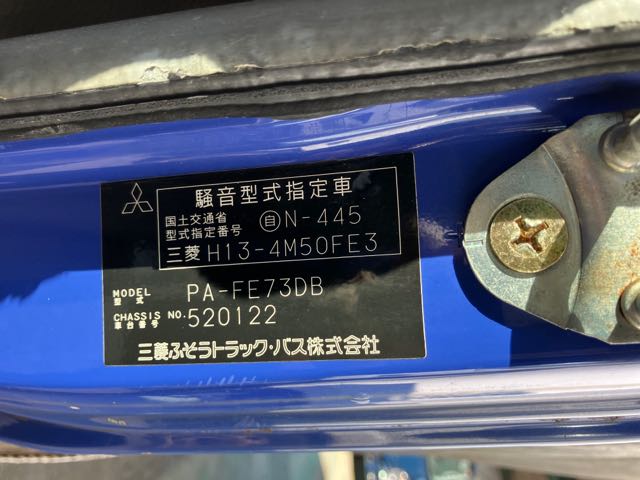 騒音型式指定車
国土交通省
型式指定番号 自N-445
三菱 H13-4M50FE3
MODEL
型式 PA-FE73DB
CHASSIS NO.
車台番号 520122
三菱ふそうトラック・バス株式会社